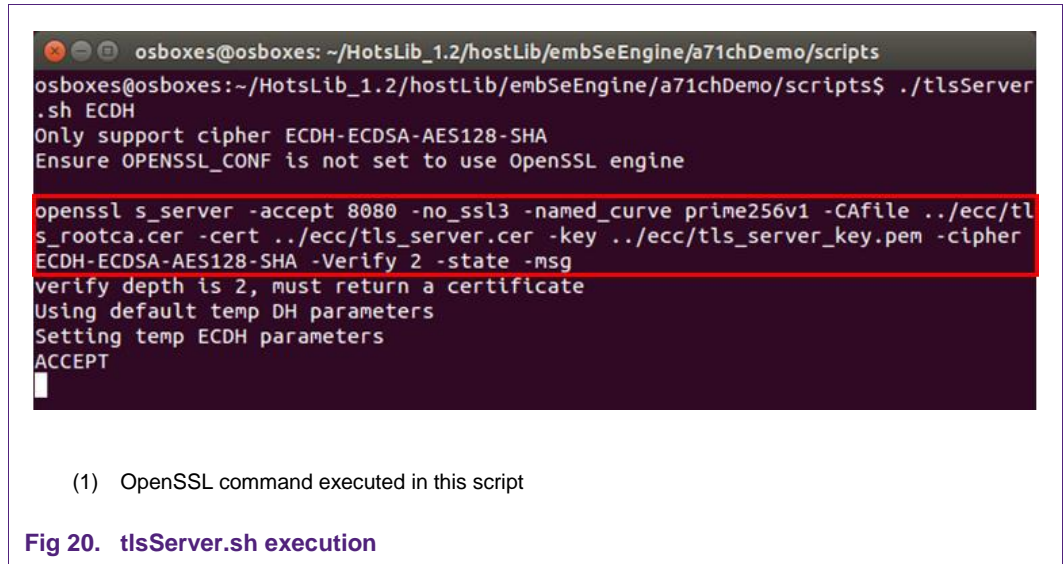 osboxes@osboxes: ~/HotsLib_1.2/hostLib/embSeEngine/a71chDemo/scripts
osboxes@osboxes:~/HotsLib_1.2/hostLib/embSeEngine/a71chDemo/scripts$ ./tlsServer
.sh ECDH
Only support cipher ECDH-ECDSA-AES128-SHA
Ensure OPENSSL_CONF is not set to use OpenSSL engine
openssl s_server -accept 8080 -no_ssl3 -named_curve prime256v1 -CAfile ../ecc/tl
s_rootca.cer -cert ../ecc/tls_server.cer -key ../ecc/tls_server_key.pem -cipher
ECDH-ECDSA-AES128-SHA -Verify 2 -state -msg
verify depth is 2, must return a certificate
Using default temp DH parameters
Setting temp ECDH parameters
ACCEPT
(1) OpenSSL command executed in this script
Fig 20. tlsServer.sh execution